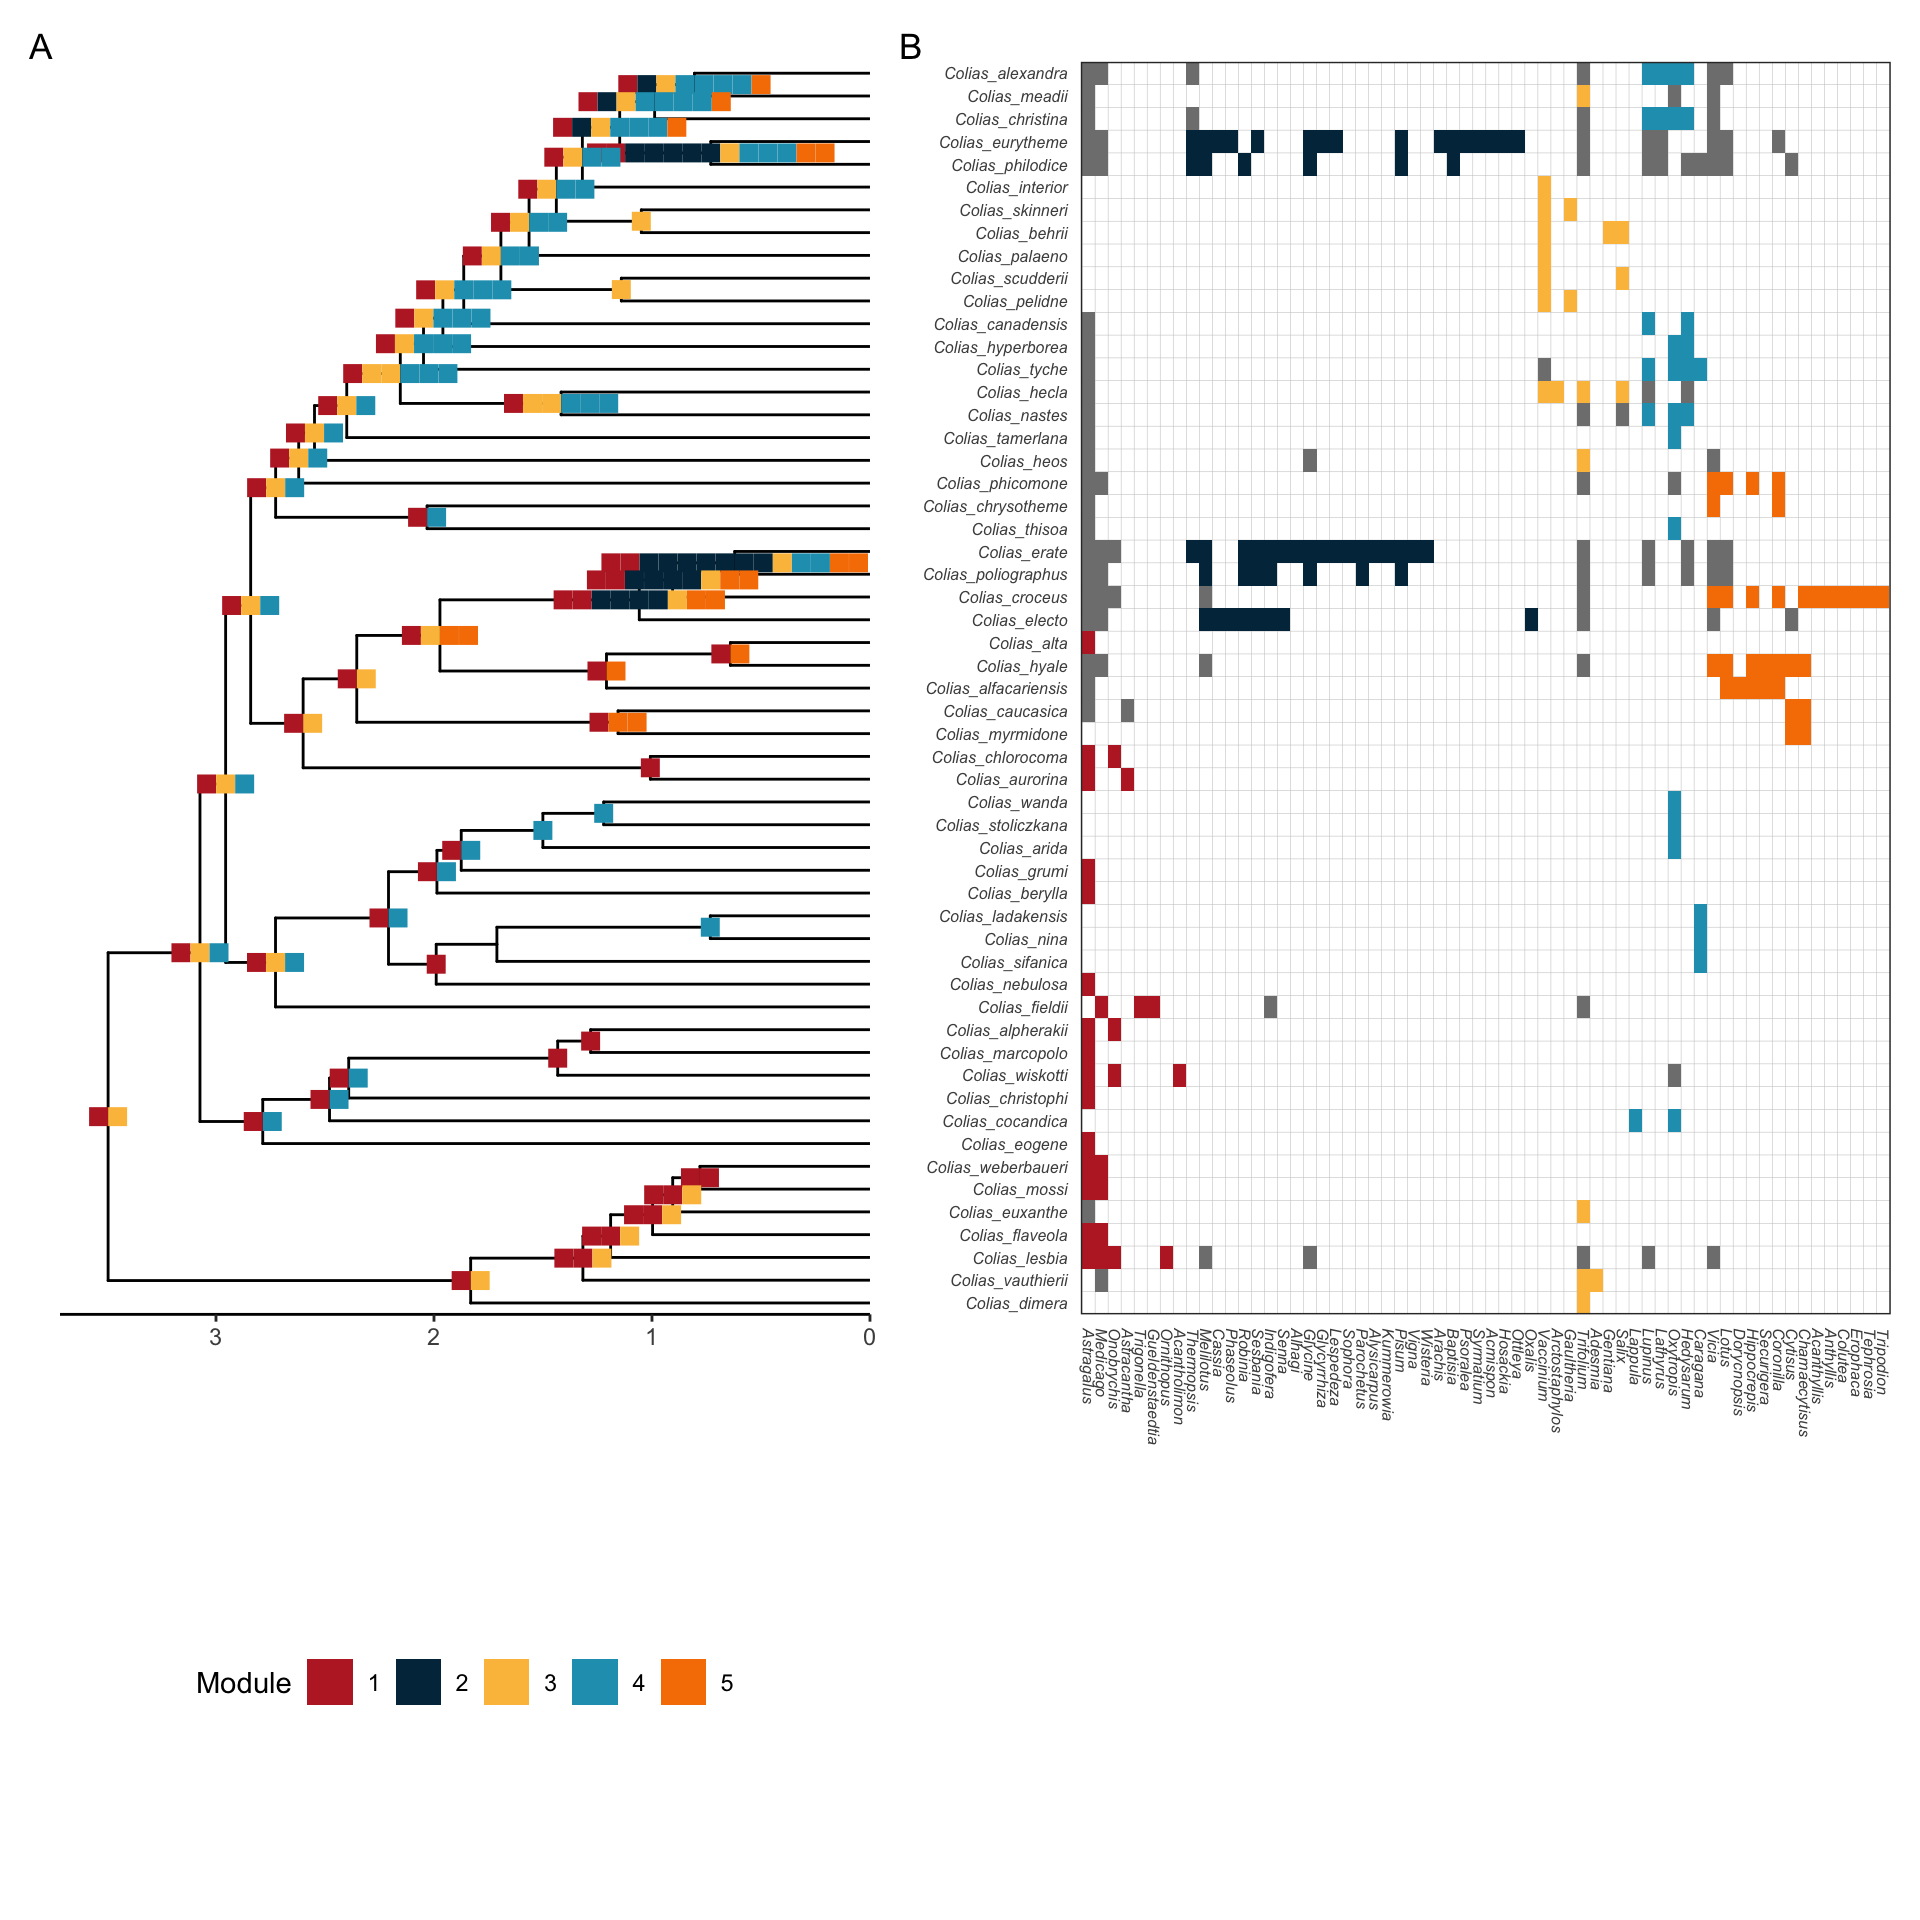 A
B
Colias_alexandra
Colias_meadii
Colias_christina
Colias_eurytheme
Colias_philodice
Colias_interior
Colias_skinneri
Colias_behrii
Colias_palaeno
Colias_scudderii
Colias_pelidne
Colias_canadensis
Colias_hyperborea
Colias_tyche
Colias_hecla
Colias_nastes
Colias_tamerlana
Colias_heos
Colias_phicomone
Colias_chrysotheme
Colias_thisoa
Colias_erate
Colias_poliographus
Colias_croceus
Colias_electo
Colias_alta
Colias_hyale
Colias_alfacariensis
Colias_caucasica
Colias_myrmidone
Colias_chlorocoma
Colias_aurorina
Colias_wanda
Colias_stoliczkana
Colias_arida
Colias_grumi
Colias_berylla
Colias_ladakensis
Colias_nina
Colias_sifanica
Colias_nebulosa
Colias_fieldii
Colias_alpherakii
Colias_marcopolo
Colias_wiskotti
Colias_christophi
Colias_cocandica
Colias_eogene
Colias_weberbaueri
Colias_mossi
Colias_euxanthe
Colias_flaveola
Colias_lesbia
Colias_vauthierii
Colias_dimera
3 2 1 0
Astragalus
Medicago
Onobrychis
Astracantha
Trigonella
Gueldenstaedtia
Ornithopus
Acantholimon
Thermopsis
Melilotus
Cassia
Phaseolus
Robinia
Sesbania
Indigofera
Senna
Alhagi
Glycine
Glycyrrhiza
Lespedeza
Sophora
Parochetus
Alysicarpus
Kummerowia
Pisum
Vigna
Wisteria
Arachis
Baptisia
Psoralea
Syrmatium
Acmispon
Hosackia
Ottleya
Oxalis
Vaccinium
Arctostaphylos
Gaultheria
Trifolium
Adesmia
Gentiana
Salix
Lappula
Lupinus
Lathyrus
Oxytropis
Hedysarum
Caragana
Vicia
Lotus
Dorycnopsis
Hippocrepis
Securigera
Coronilla
Cytisus
Chamaecytisus
Acanthyllis
Anthyllis
Colutea
Erophaca
Tephrosia
Tripodion
Module 1 2 3 4 5